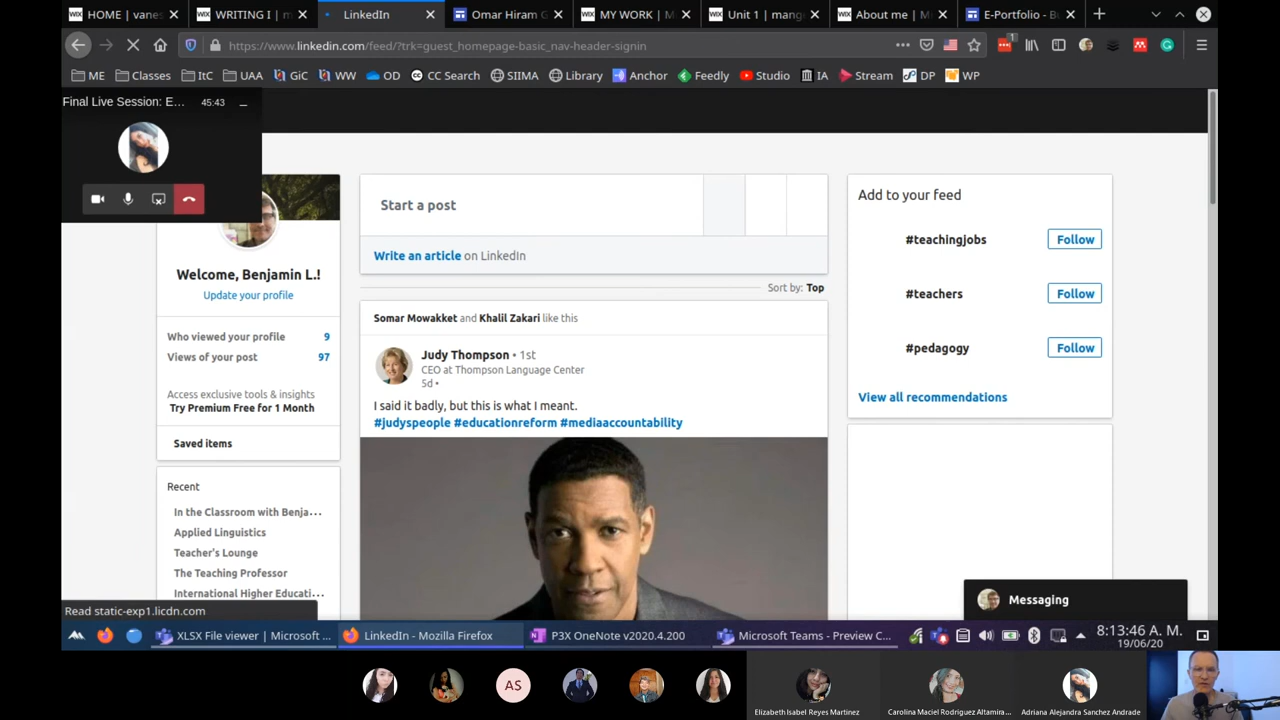 HOME | vanes
WRITING I | m
LinkedIn
Omar Hiram G
MY WORK | M
Unit 1 | mang
About me | M
E-Portfolio - B
https://www.linkedin.com/feed/?trk=guest_homepage-basic_nav-header-signin
1
ME
Classes
ItC
UAA
GiC
WW
OD
CC Search
SIIMA
Library
Anchor
Feedly
Studio
IA
Stream
DP
WP
Final Live Session: E...
45:43
Welcome, Benjamin L.!
Update your profile
Who viewed your profile 9
Views of your post 97
Access exclusive tools & insights
Try Premium Free for 1 Month
Saved items
Recent
In the Classroom with Benja...
Applied Linguistics
Teacher's Lounge
The Teaching Professor
International Higher Educati...
Start a post
Write an article on LinkedIn
Sort by: Top
Somar Mowakket and Khalil Zakari like this
Judy Thompson • 1st
CEO at Thompson Language Center
5d •
I said it badly, but this is what I meant.
#judyspeople #educationreform #mediaaccountability
Add to your feed
#teachingjobs Follow
#teachers Follow
#pedagogy Follow
View all recommendations
Messaging
Read static-exp1.licdn.com
XLSX File viewer | Microsoft ...
LinkedIn - Mozilla Firefox
P3X OneNote v2020.4.200
Microsoft Teams - Preview C...
8:13:46 A. M.
19/06/20
AS
Elizabeth Isabel Reyes Martinez
Carolina Maciel Rodriguez Altamira...
Adriana Alejandra Sanchez Andrade